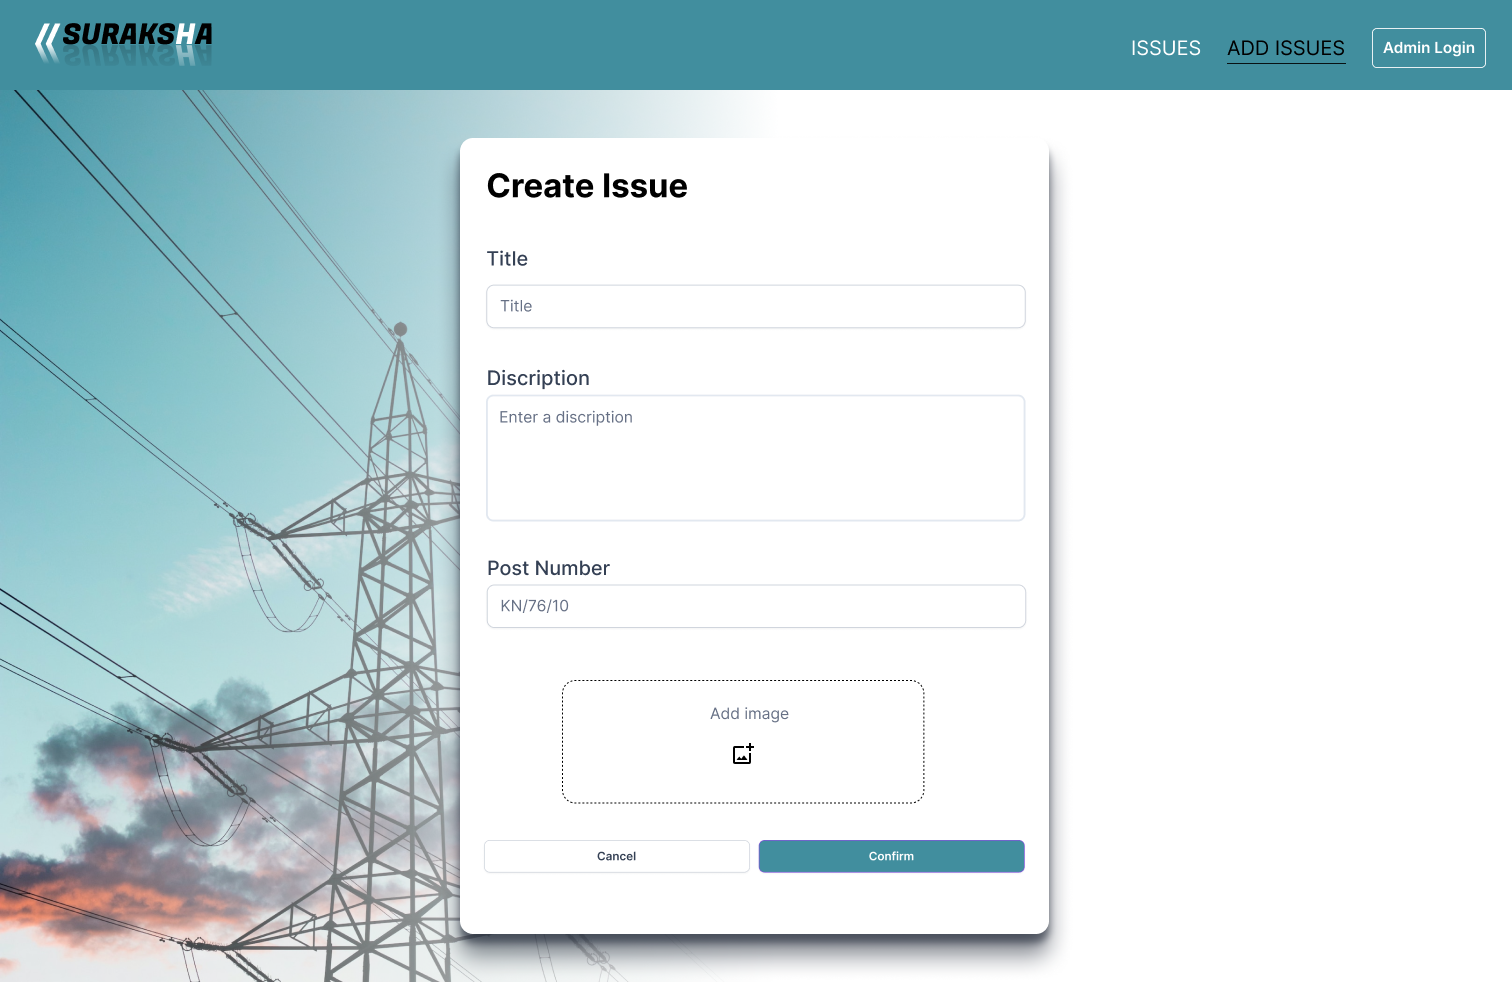 SURAKSHA
ISSUES
ADD ISSUES
Admin Login
Create Issue
Title
Title
Discription
Enter a discription
Post Number
KN/76/10
Add image
Cancel
Confirm